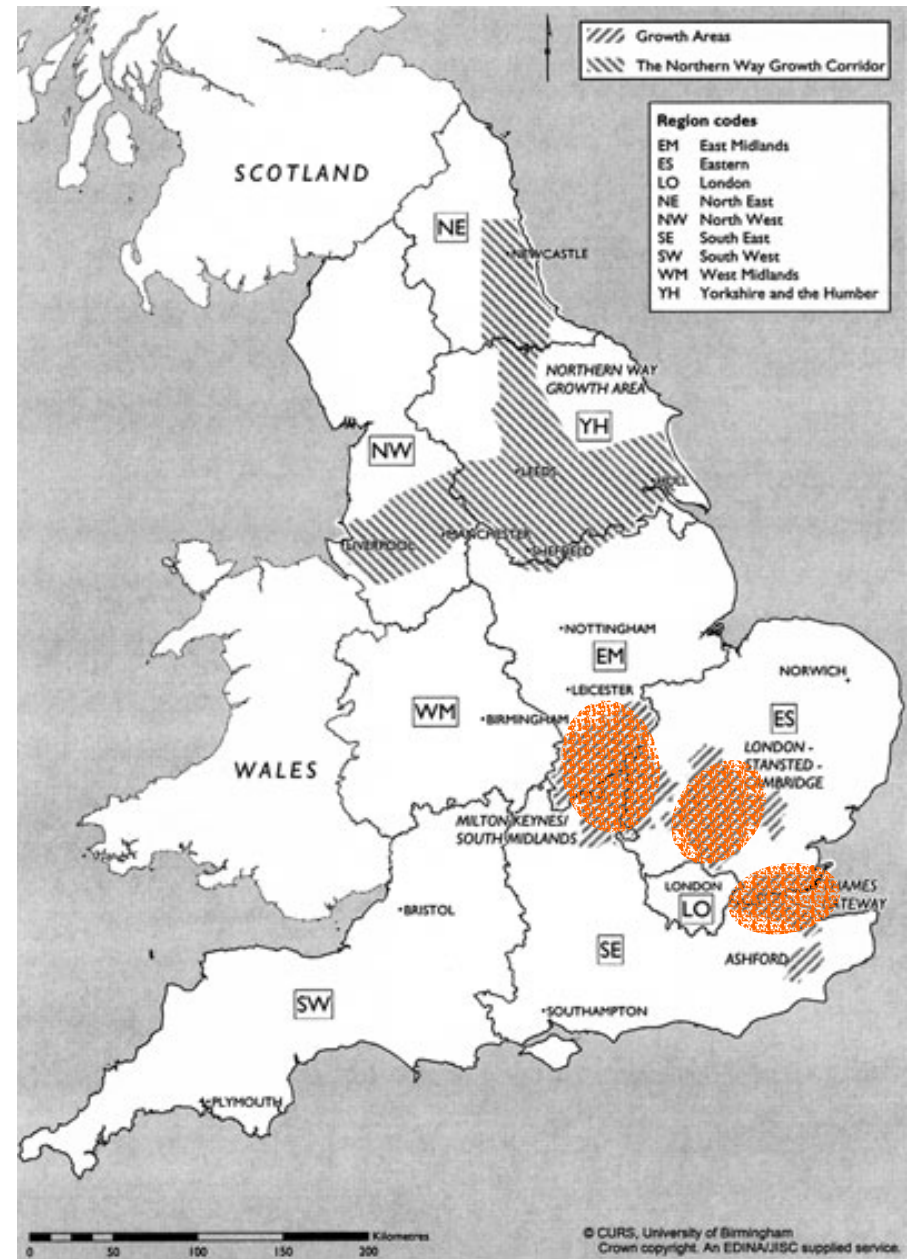 Growth Areas
The Northern Way Growth Corridor
Region codes
EM East Midlands
ES Eastern
LO London
NE North East
NW North West
SE South East
SW South West
WM West Midlands
YH Yorkshire and the Humber
SCOTLAND
NE
NEWCASTLE
NORTHERN WAY
GROWTH AREA
YH
NW
LEEDS
HULL
MANCHESTER
LIVERPOOL
SHEFFIELD
NOTTINGHAM
EM
NORWICH
LEICESTER
ES
WM
BIRMINGHAM
LONDON -
STANSTED -
WALES
MILTON KEYNES/
SOUTH MIDLANDS
LONDON
LO
BRISTOL
SE
ASHFORD
SW
SOUTHAMPTON
PLYMOUTH
Kilometres
0 50 100 150 200
© CURS, University of Birmingham
Crown copyright. An EDINA/JISC supplied service.